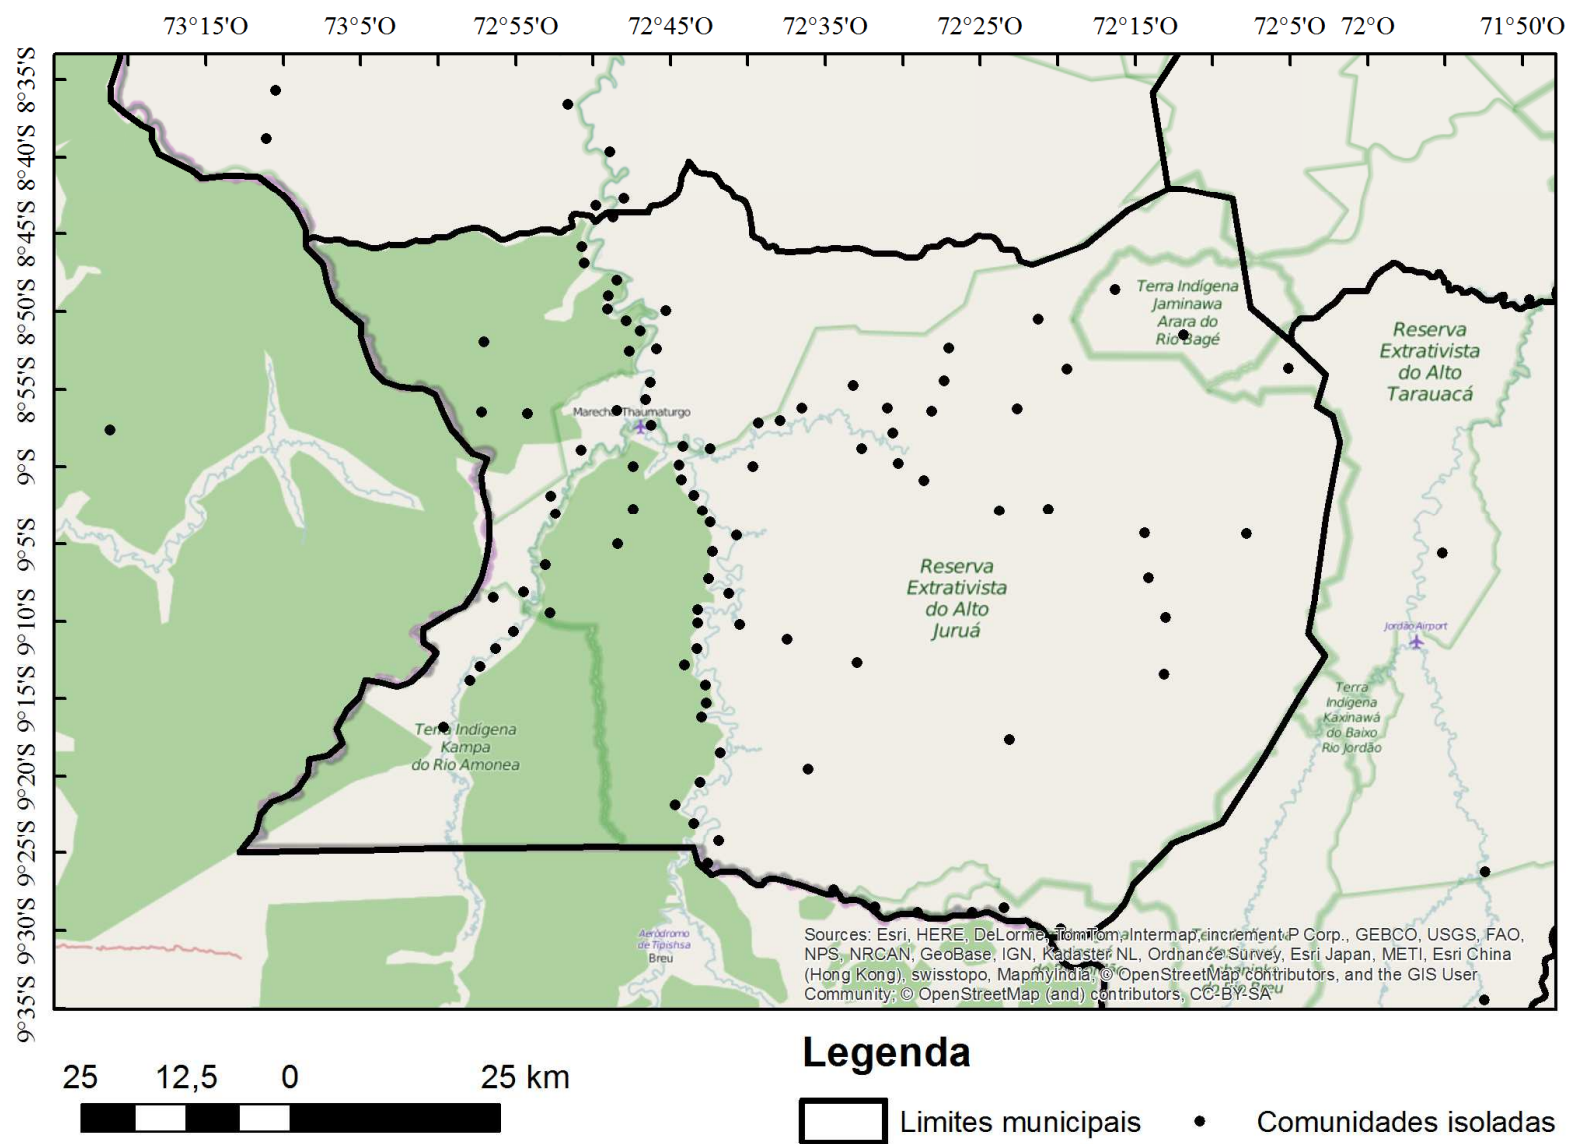 73°15'O 73°5'O 72°55'O 72°45'O 72°35'O 72°25'O 72°15'O 72°5'O 72°O 71°50'O
8°35'S
8°40'S
8°45'S
8°50'S
8°55'S
9°S
9°5'S
9°10'S
9°15'S
9°20'S
9°25'S
9°30'S
9°35'S
Terra Indígena
Jaminawa
Arara do
Rio Bagé
Reserva
Extrativista
do Alto
Tarauacá
Marechal Thaumaturgo
Reserva
Extrativista
do Alto
Juruá
Jordão Airport
Terra
Indígena
Kaxinawá
do Baixo
Rio Jordão
Terra Indígena
Kampa
do Rio Amonea
Aeródromo
de Tipishsa
Breu
Sources: Esri, HERE, DeLorme, TomTom, Intermap, increment P Corp., GEBCO, USGS, FAO,
NPS, NRCAN, GeoBase, IGN, Kadaster NL, Ordnance Survey, Esri Japan, METI, Esri China
(Hong Kong), swisstopo, MapmyIndia, © OpenStreetMap contributors, and the GIS User
Community; © OpenStreetMap (and) contributors, CC-BY-SA
25 12,5 0 25 km
Legenda
Limites municipais Comunidades isoladas